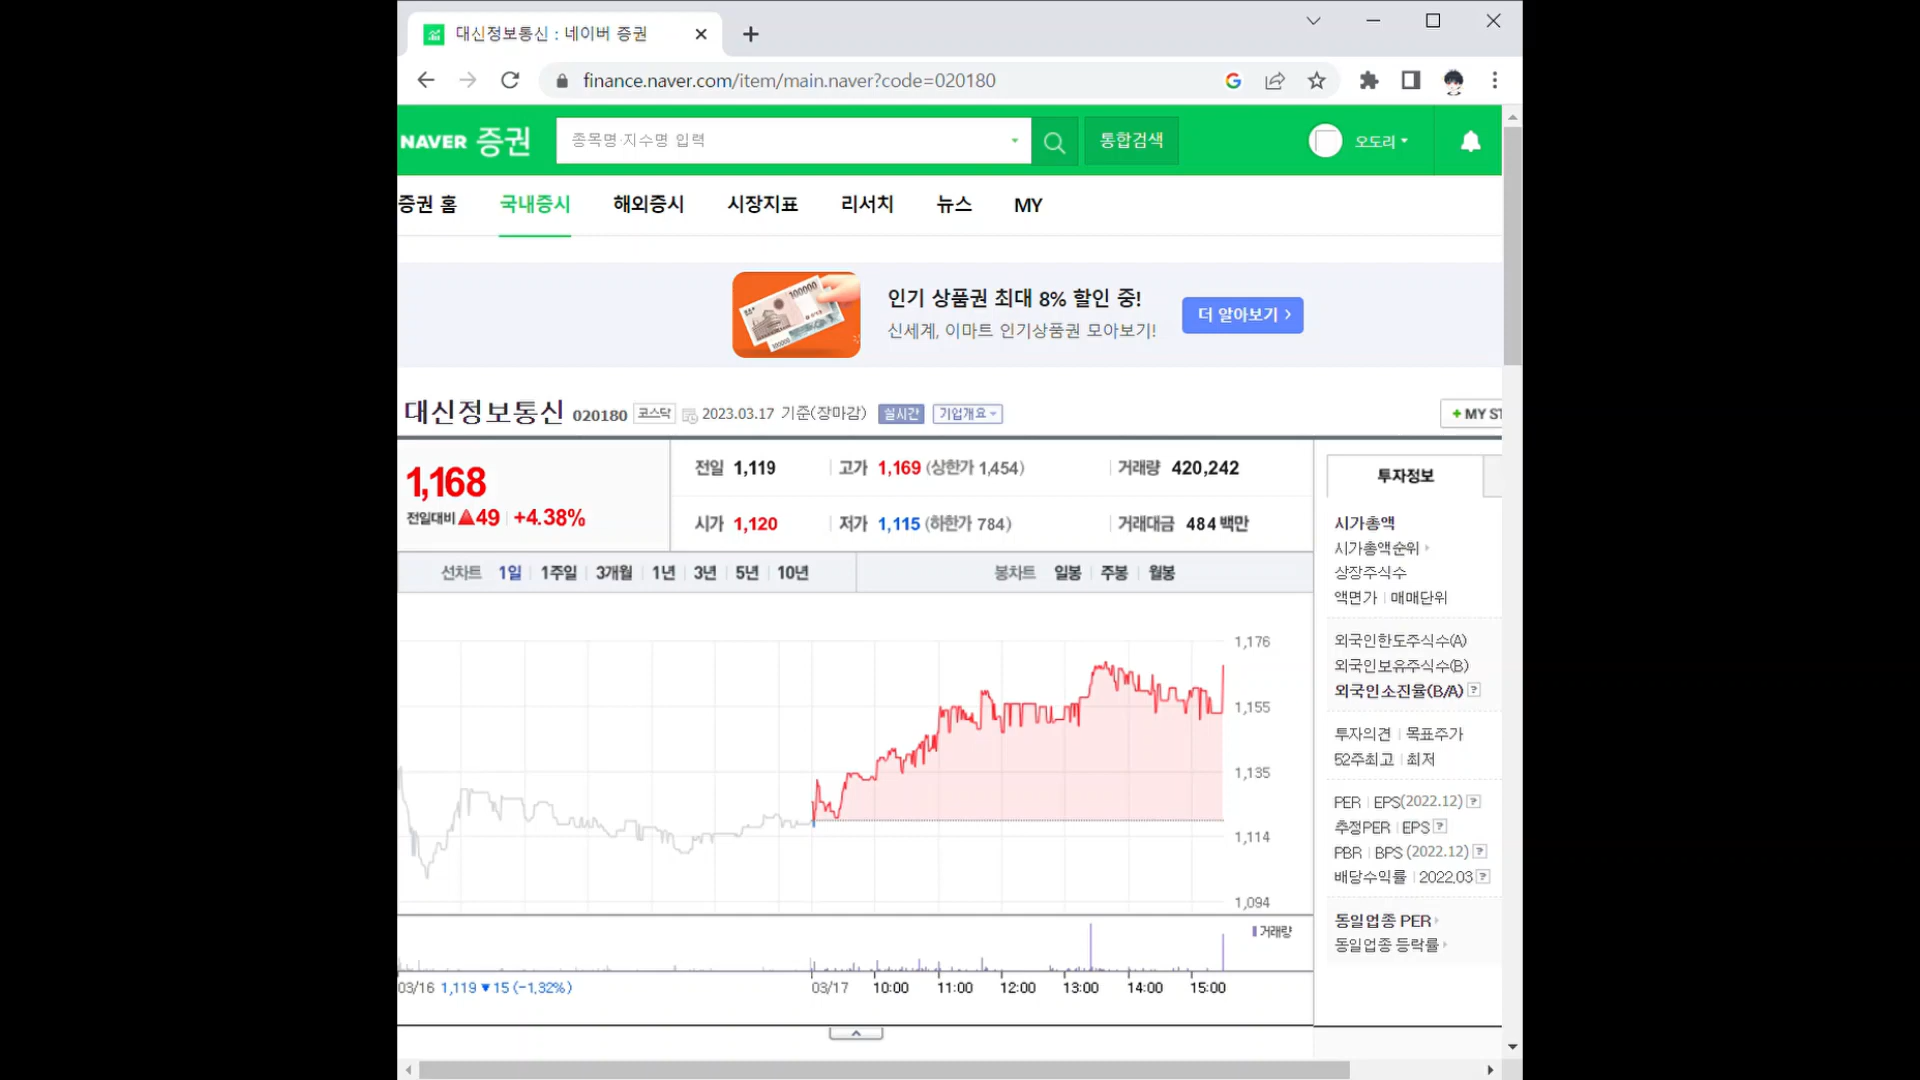 대신정보통신 : 네이버 증권
finance.naver.com/item/main.naver?code=020180
NAVER 증권
종목명·지수명 입력
통합검색
오도리
증권 홈 국내증시 해외증시 시장지표 리서치 뉴스 MY
인기 상품권 최대 8% 할인 중!
신세계, 이마트 인기상품권 모아보기!
더 알아보기
대신정보통신 020180 코스닥 2023.03.17 기준(장마감) 실시간 기업개요
+ MY ST
1,168
전일대비 ▲49 +4.38%
전일 1,119 고가 1,169 (상한가 1,454) 거래량 420,242
시가 1,120 저가 1,115 (하한가 784) 거래대금 484 백만
선차트 1일 1주일 3개월 1년 3년 5년 10년 봉차트 일봉 주봉 월봉
1,176
1,155
1,135
1,114
1,094
거래량
03/16 1,119 ▼15 (-1.32%)
03/17 10:00 11:00 12:00 13:00 14:00 15:00
투자정보
시가총액
시가총액순위
상장주식수
액면가 매매단위
외국인한도주식수(A)
외국인보유주식수(B)
외국인소진율(B/A) ?
투자의견 목표주가
52주최고 최저
PER EPS(2022.12) ?
추정PER EPS ?
PBR BPS (2022.12) ?
배당수익률 2022.03 ?
동일업종 PER
동일업종 등락률